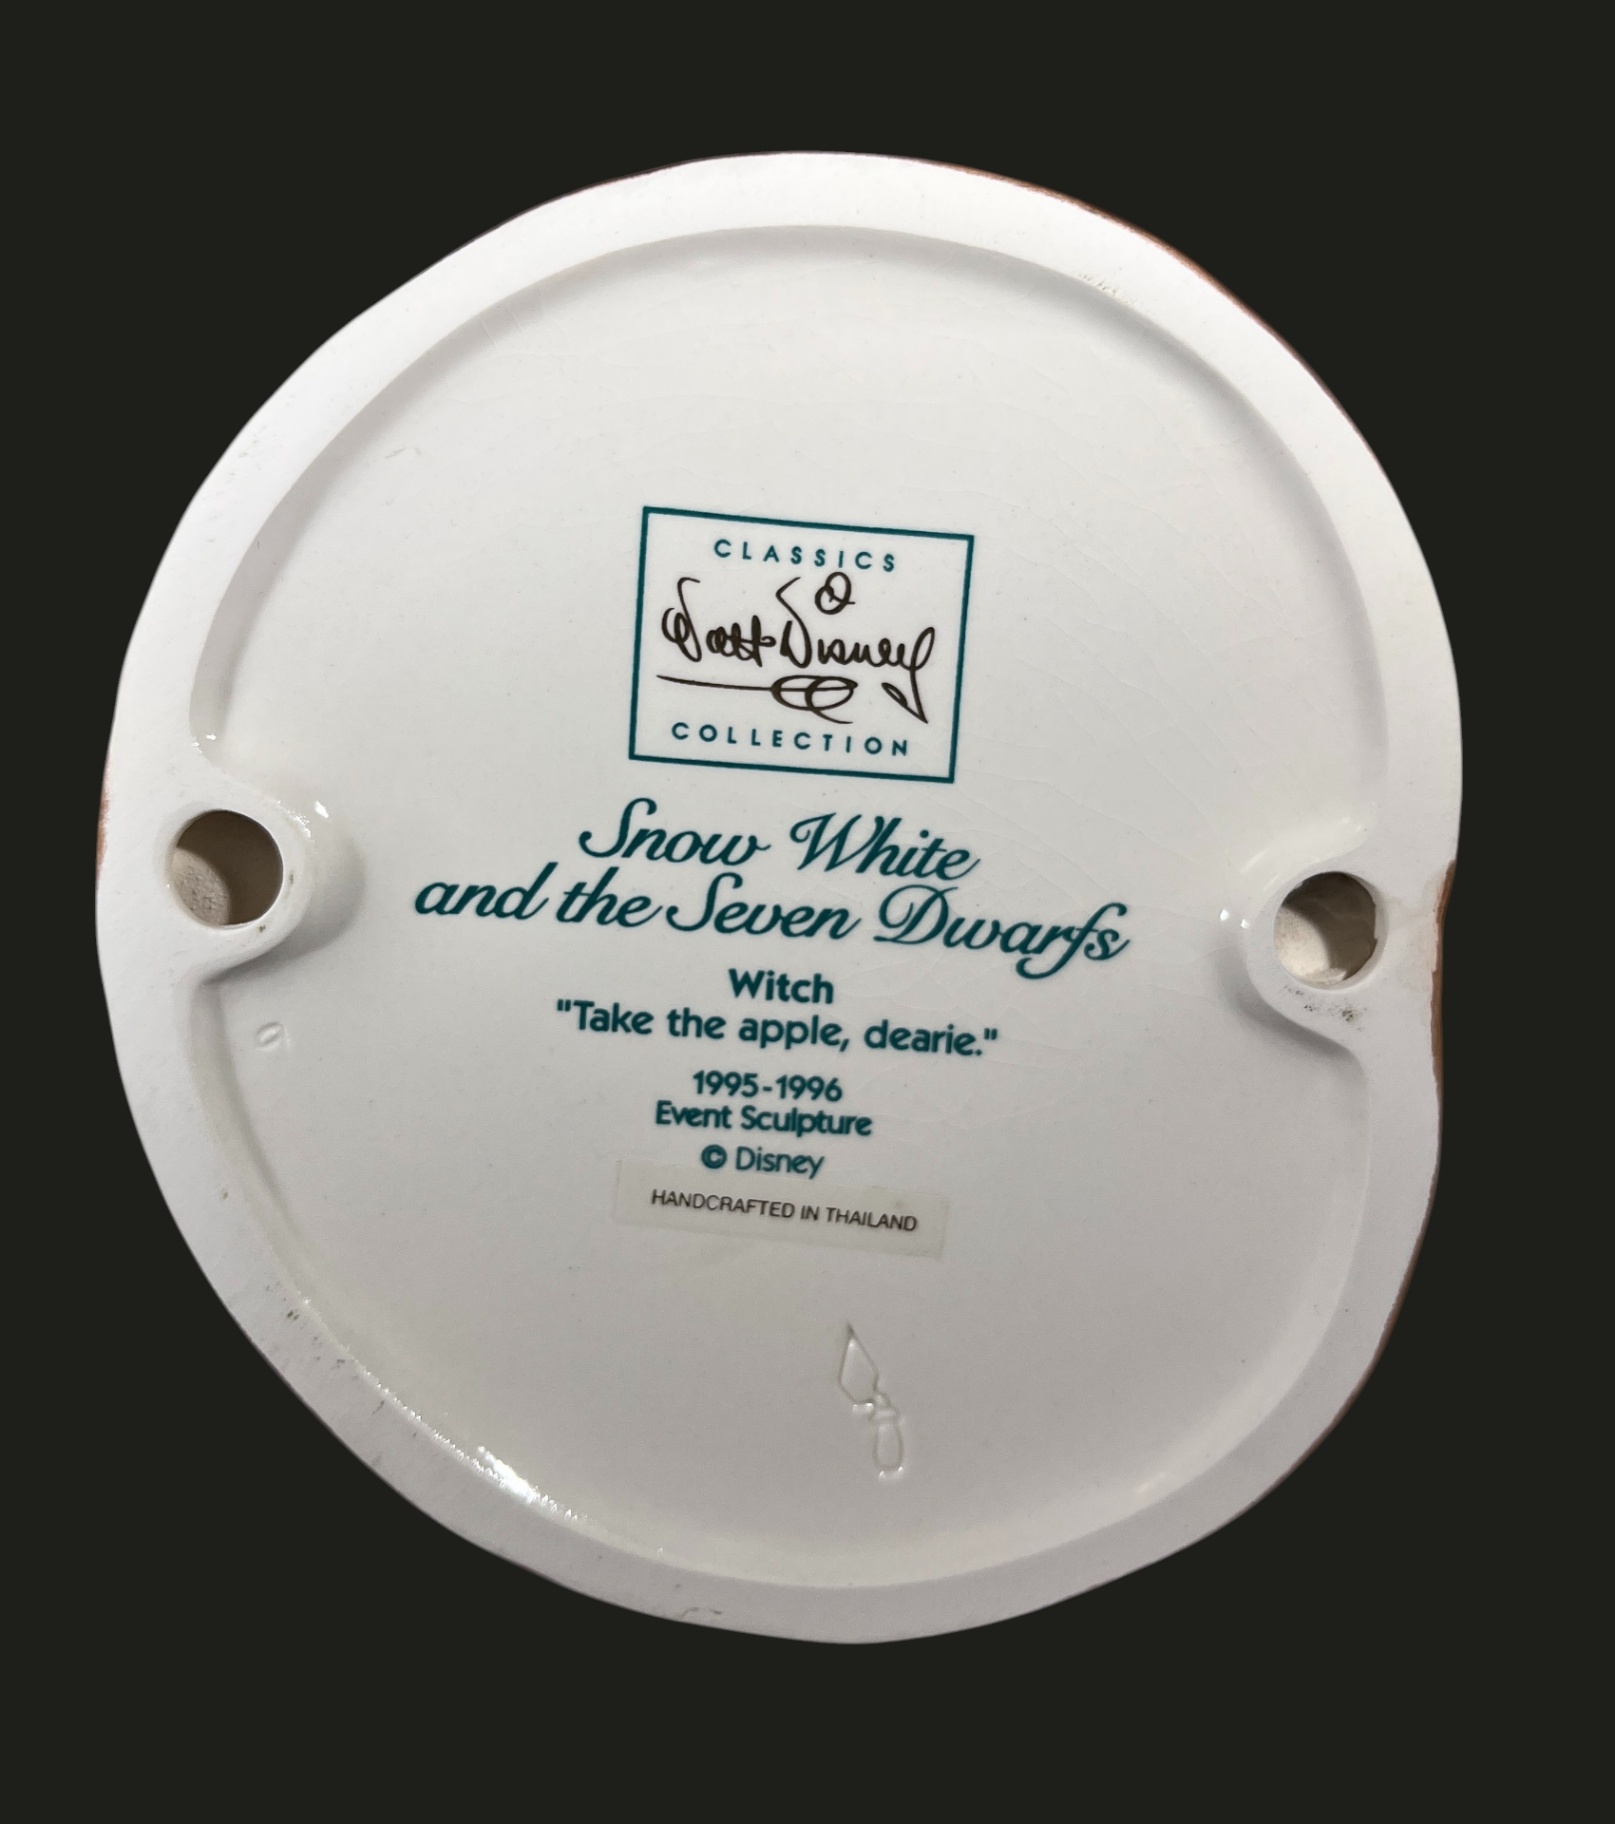 CLASSICS
Walt Disney
COLLECTION
Snow White
and the Seven Dwarfs
Witch
"Take the apple, dearie."
1995-1996
Event Sculpture
© Disney
HANDCRAFTED IN THAILAND